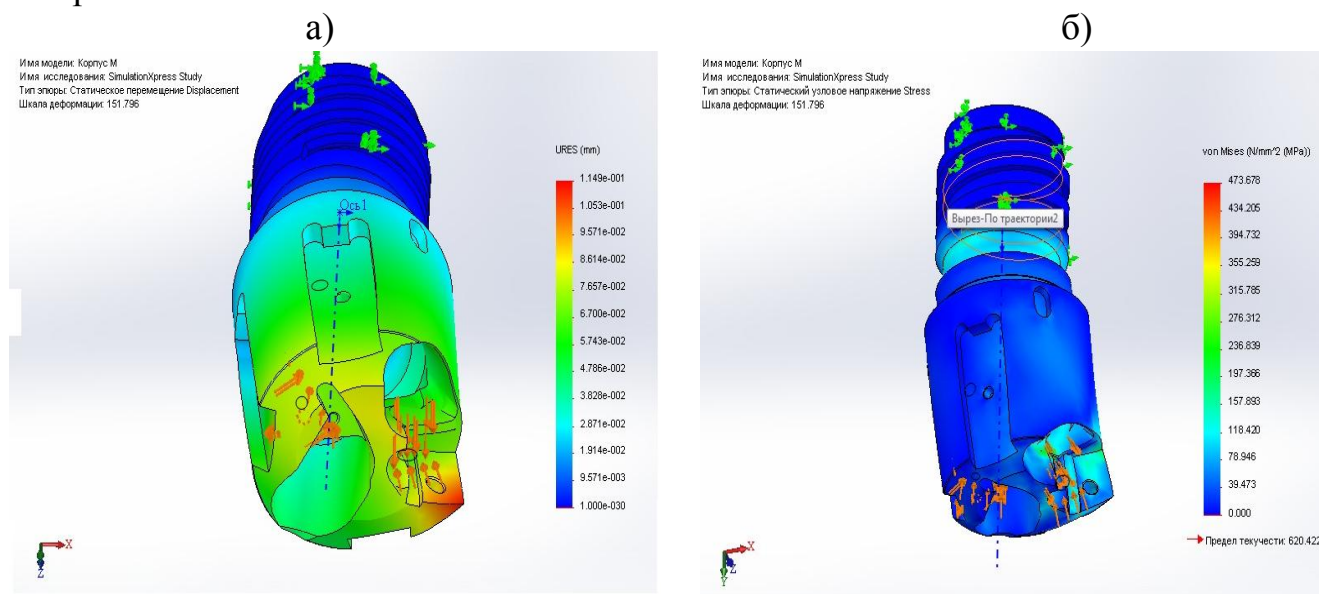 а)
б)
Имя модели: Корпус М
Имя исследования: SimulationXpress Study
Тип эпюры: Статическое перемещение Displacement
Шкала деформации: 151.796
URES (mm)
1.149e-001
1.053e-001
9.571e-002
8.614e-002
7.657e-002
6.700e-002
5.743e-002
4.786e-002
3.828e-002
2.871e-002
1.914e-002
9.571e-003
1.000e-030
Ось1
X
Z
Имя модели: Корпус М
Имя исследования: SimulationXpress Study
Тип эпюры: Статический узловое напряжение Stress
Шкала деформации: 151.796
von Mises (N/mm^2 (MPa))
473.678
434.205
394.732
355.259
315.785
276.312
236.839
197.366
157.893
118.420
78.946
39.473
0.000
Предел текучести: 620.422
Вырез-По траектории2
X
Z
Y